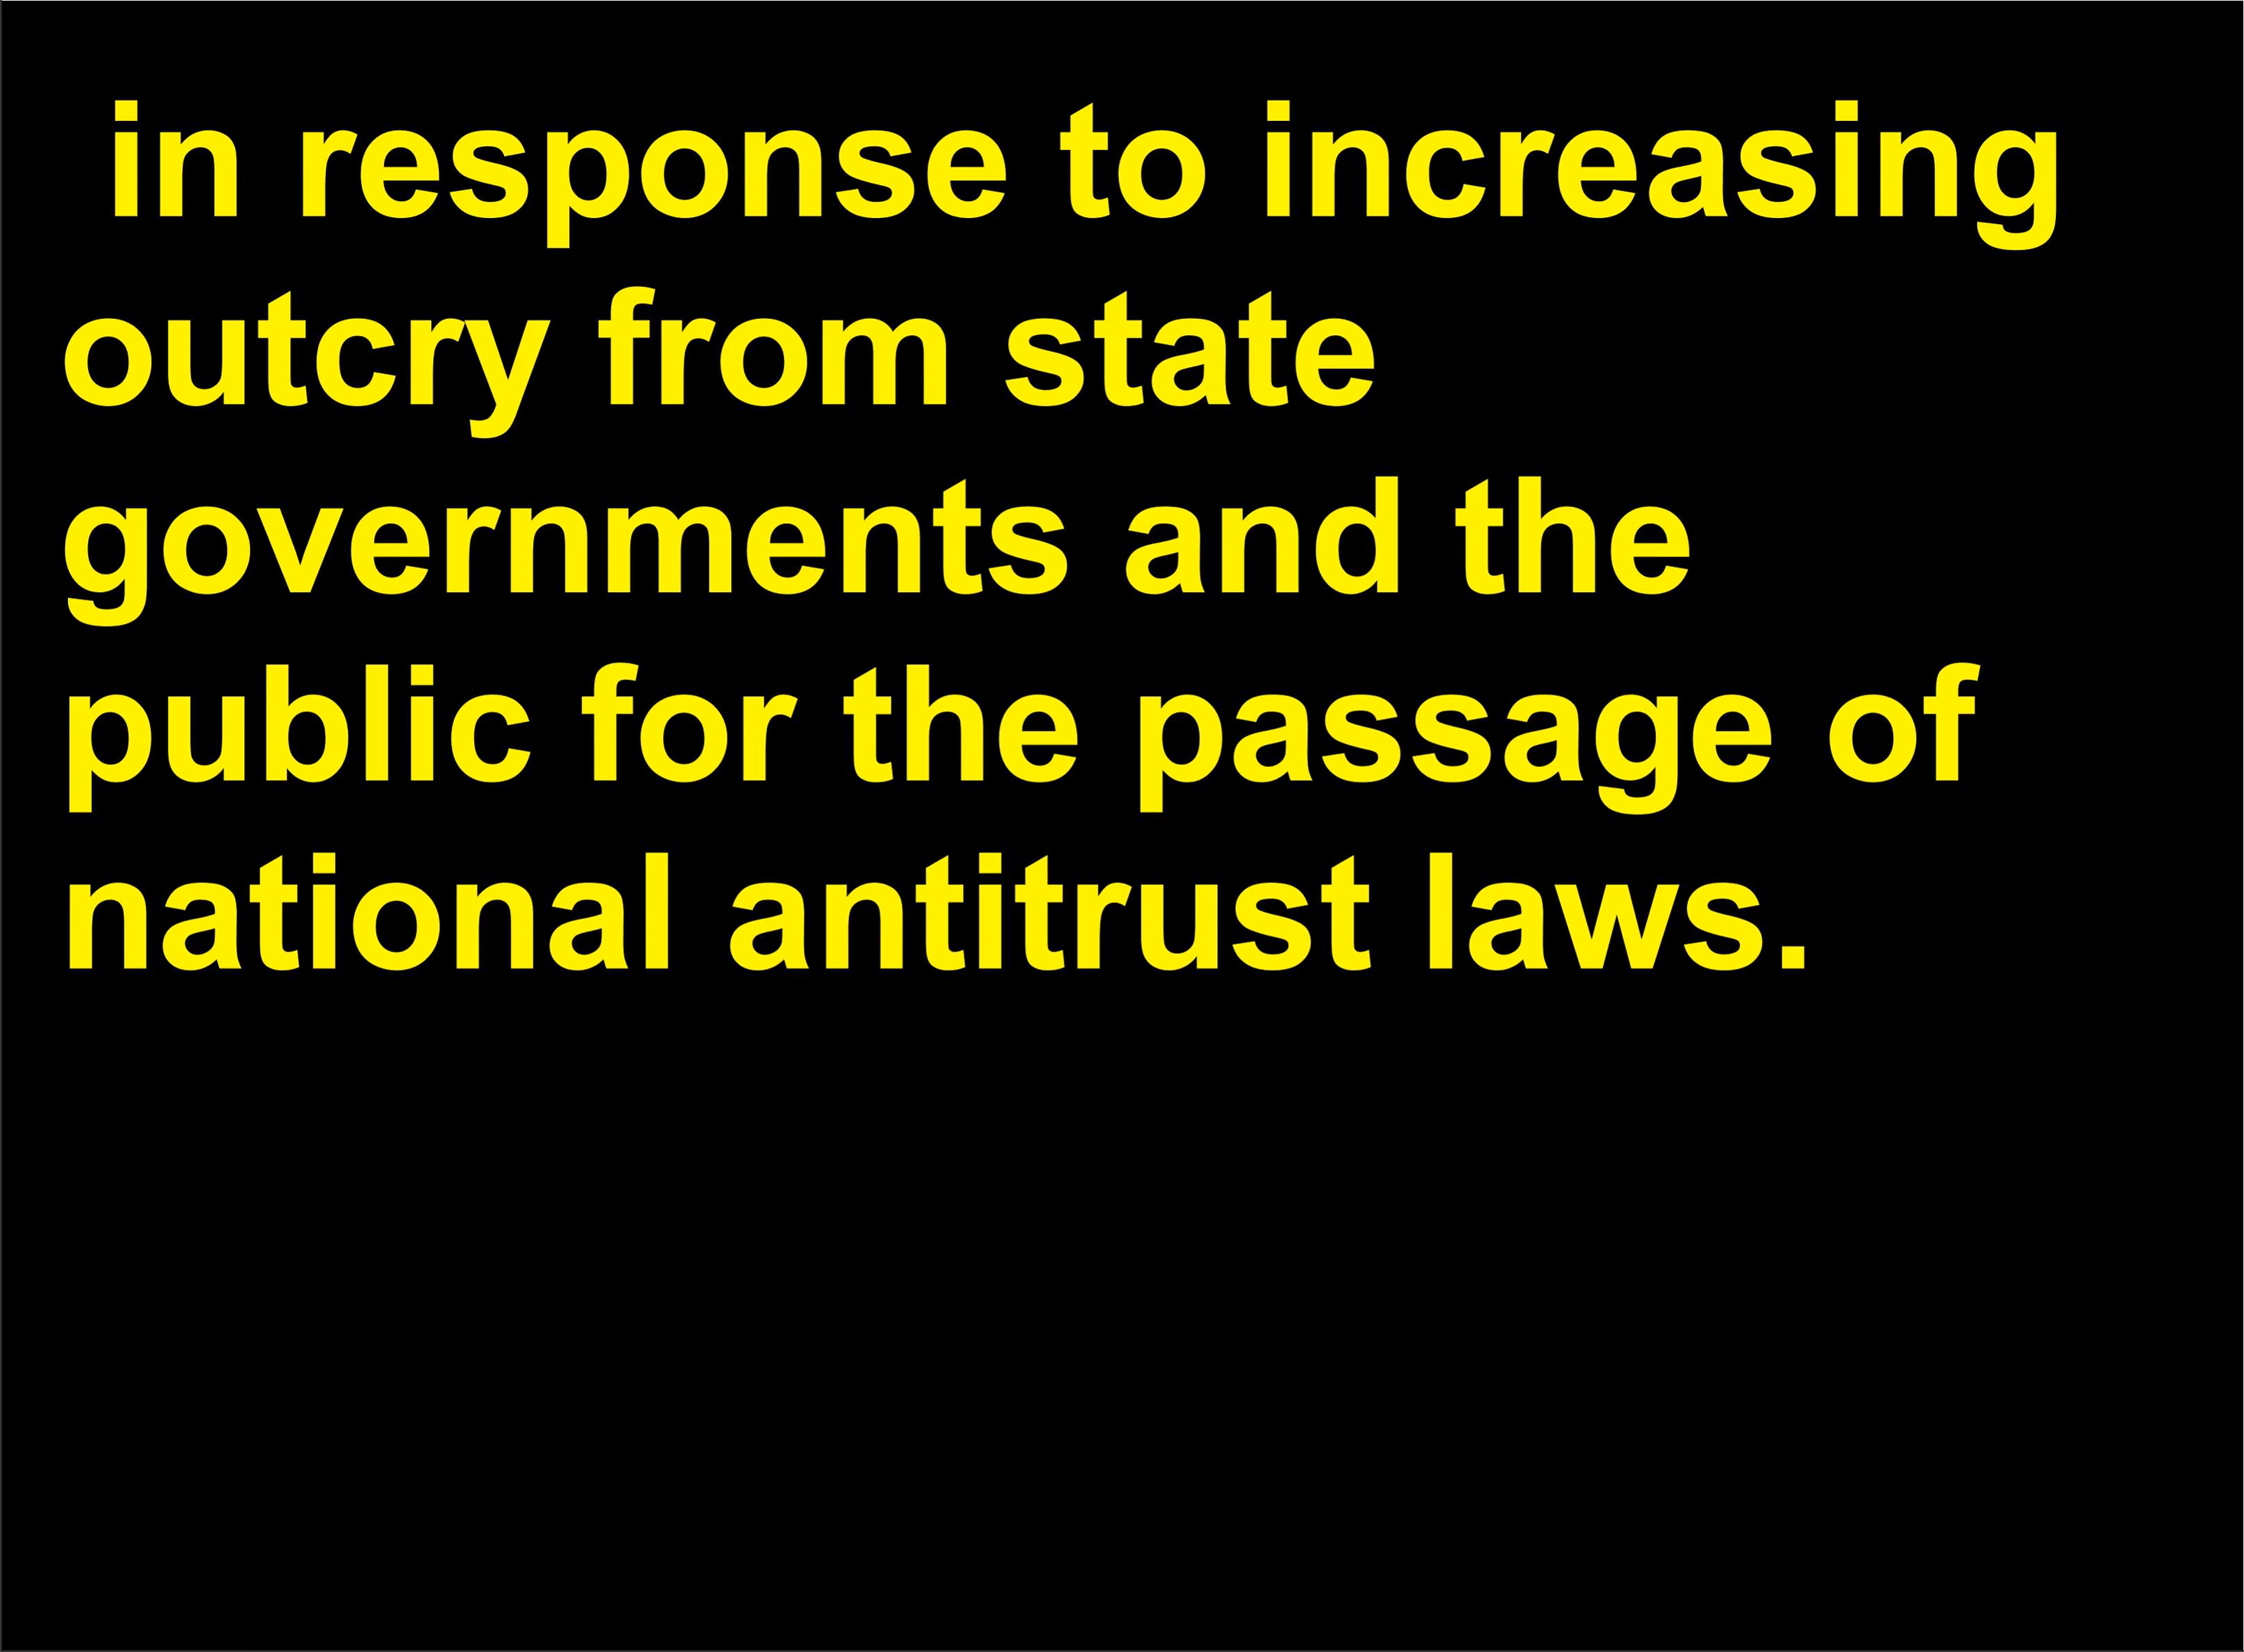 in response to increasing
outcry from state
governments and the
public for the passage of
national antitrust laws.